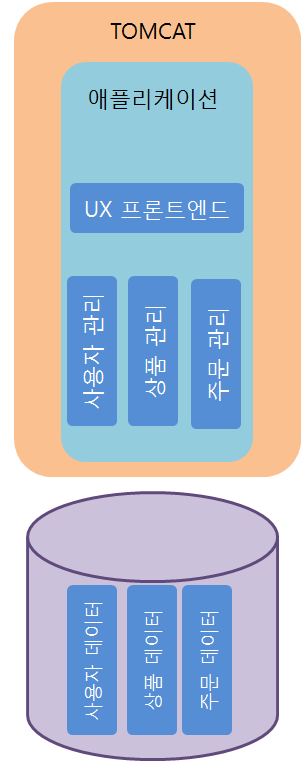 TOMCAT
애플리케이션
UX 프론트엔드
사용자 관리
상품 관리
주문 관리
사용자 데이터
상품 데이터
주문 데이터